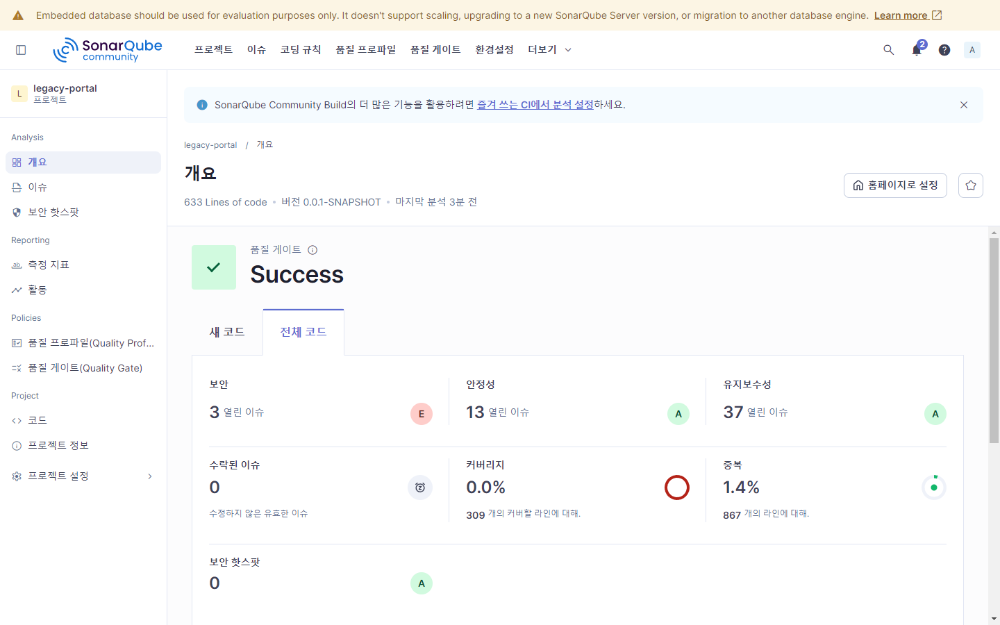 Embedded database should be used for evaluation purposes only. It doesn't support scaling, upgrading to a new SonarQube Server version, or migration to another database engine. Learn more
SonarQube community
프로젝트 이슈 코딩 규칙 품질 프로파일 품질 게이트 환경설정 더보기
2
?
A
L
legacy-portal
프로젝트
Analysis
개요
이슈
보안 핫스팟
Reporting
측정 지표
활동
Policies
품질 프로파일(Quality Prof...
품질 게이트(Quality Gate)
Project
코드
프로젝트 정보
프로젝트 설정
SonarQube Community Build의 더 많은 기능을 활용하려면 즐겨 쓰는 CI에서 분석 설정하세요.
legacy-portal / 개요
개요
홈페이지로 설정
633 Lines of code • 버전 0.0.1-SNAPSHOT • 마지막 분석 3분 전
품질 게이트
Success
새 코드
전체 코드
보안
3 열린 이슈
E
안정성
13 열린 이슈
A
유지보수성
37 열린 이슈
A
수락된 이슈
0
수정하지 않은 유효한 이슈
커버리지
0.0%
309 개의 커버할 라인에 대해.
중복
1.4%
867 개의 라인에 대해.
보안 핫스팟
0
A